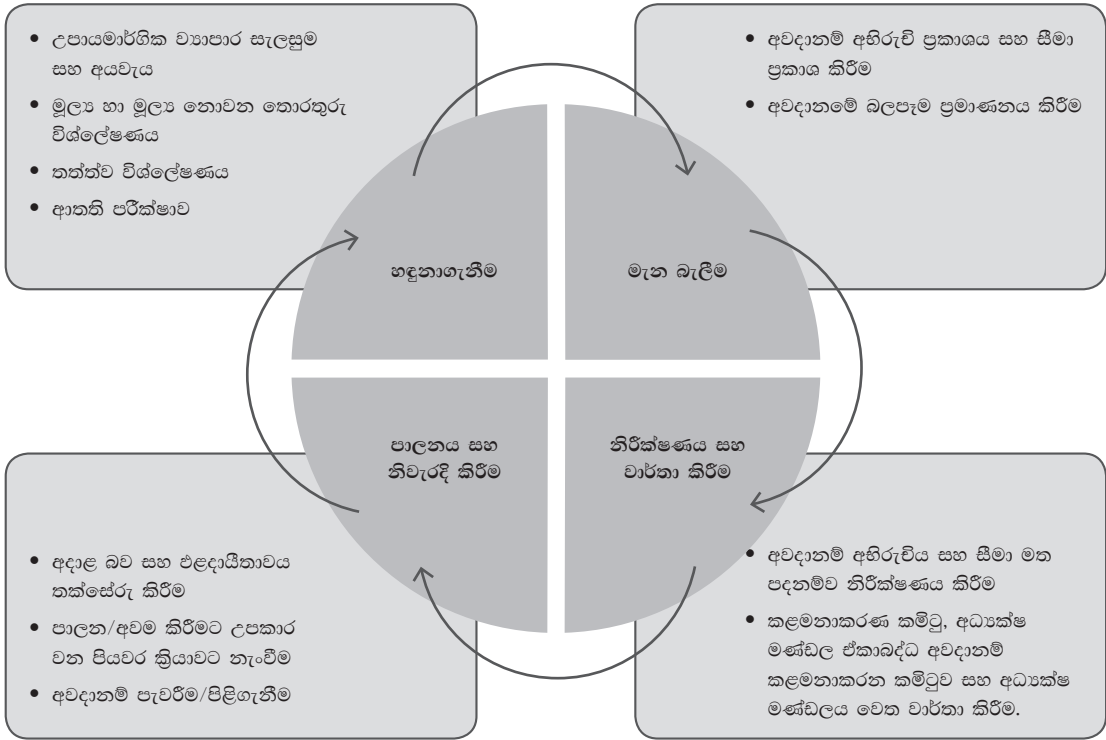 • උපායමාර්ගික ව්‍යාපාර සැලසුම
සහ අයවැය
• මූල්‍ය හා මූල්‍ය නොවන තොරතුරු
විශ්ලේෂණය
• තත්ත්ව විශ්ලේෂණය
• ආතති පරීක්ෂාව
• අවදානම් අභිරුචි ප්‍රකාශය සහ සීමා
ප්‍රකාශ කිරීම
• අවදානමේ බලපෑම ප්‍රමාණනය කිරීම
හඳුනාගැනීම
මැන බැලීම
පාලනය සහ
නිවැරදි කිරීම
නිරීක්ෂණය සහ
වාර්තා කිරීම
• අදාළ බව සහ ඵළදායීතාවය
තක්සේරු කිරීම
• පාලන/අවම කිරීමට උපකාර
වන පියවර ක්‍රියාවට නැංවීම
• අවදානම් පැවරීම/පිළිගැනීම
• අවදානම් අභිරුචිය සහ සීමා මත
පදනම්ව නිරීක්ෂණය කිරීම
• කළමනාකරණ කමිටු, අධ්‍යක්ෂ
මණ්ඩල ඒකාබද්ධ අවදානම්
කළමනාකරන කමිටුව සහ අධ්‍යක්ෂ
මණ්ඩලය වෙත වාර්තා කිරීම.